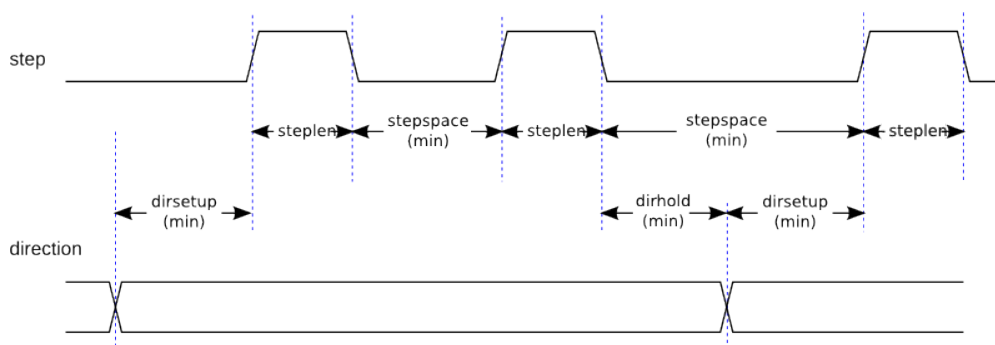 step
steplen
stepspace
(min)
steplen
stepspace
(min)
steplen
dirsetup
(min)
dirhold
(min)
dirsetup
(min)
direction